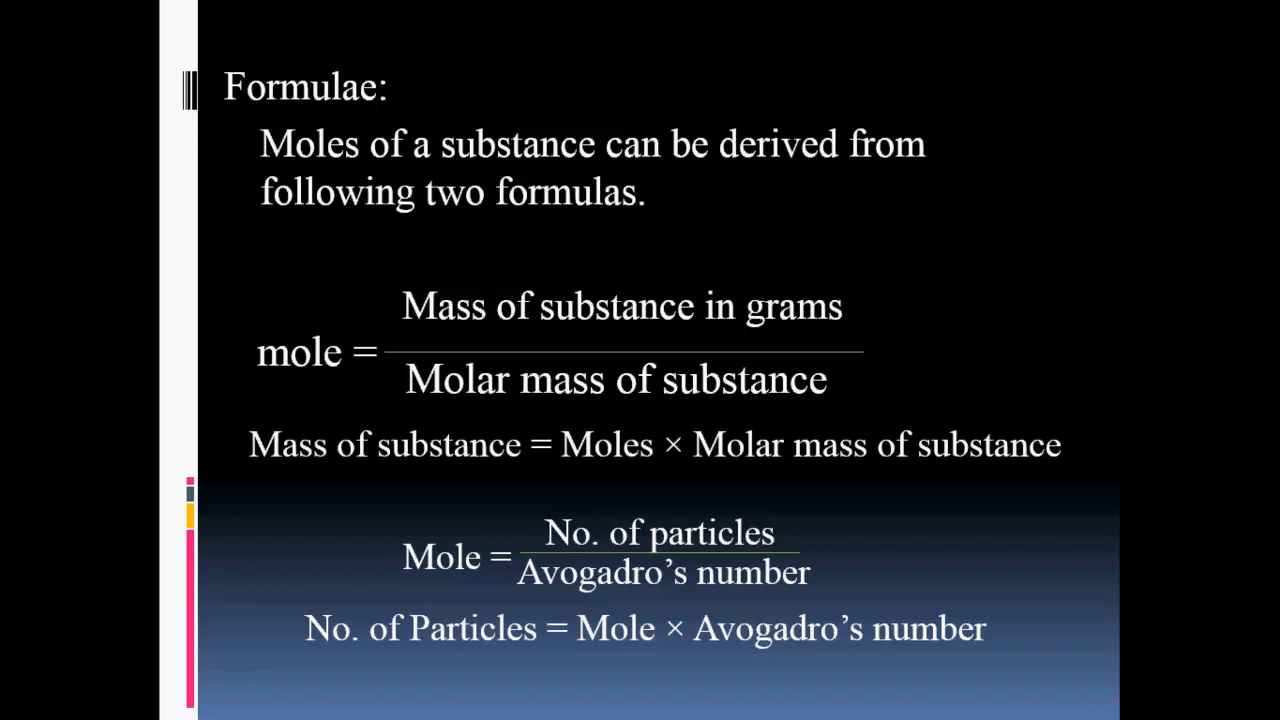 Formulae:
Moles of a substance can be derived from
following two formulas.
Mass of substance in grams
mole =
Molar mass of substance
Mass of substance = Moles × Molar mass of substance
No. of particles
Mole =
Avogadro’s number
No. of Particles = Mole × Avogadro’s number